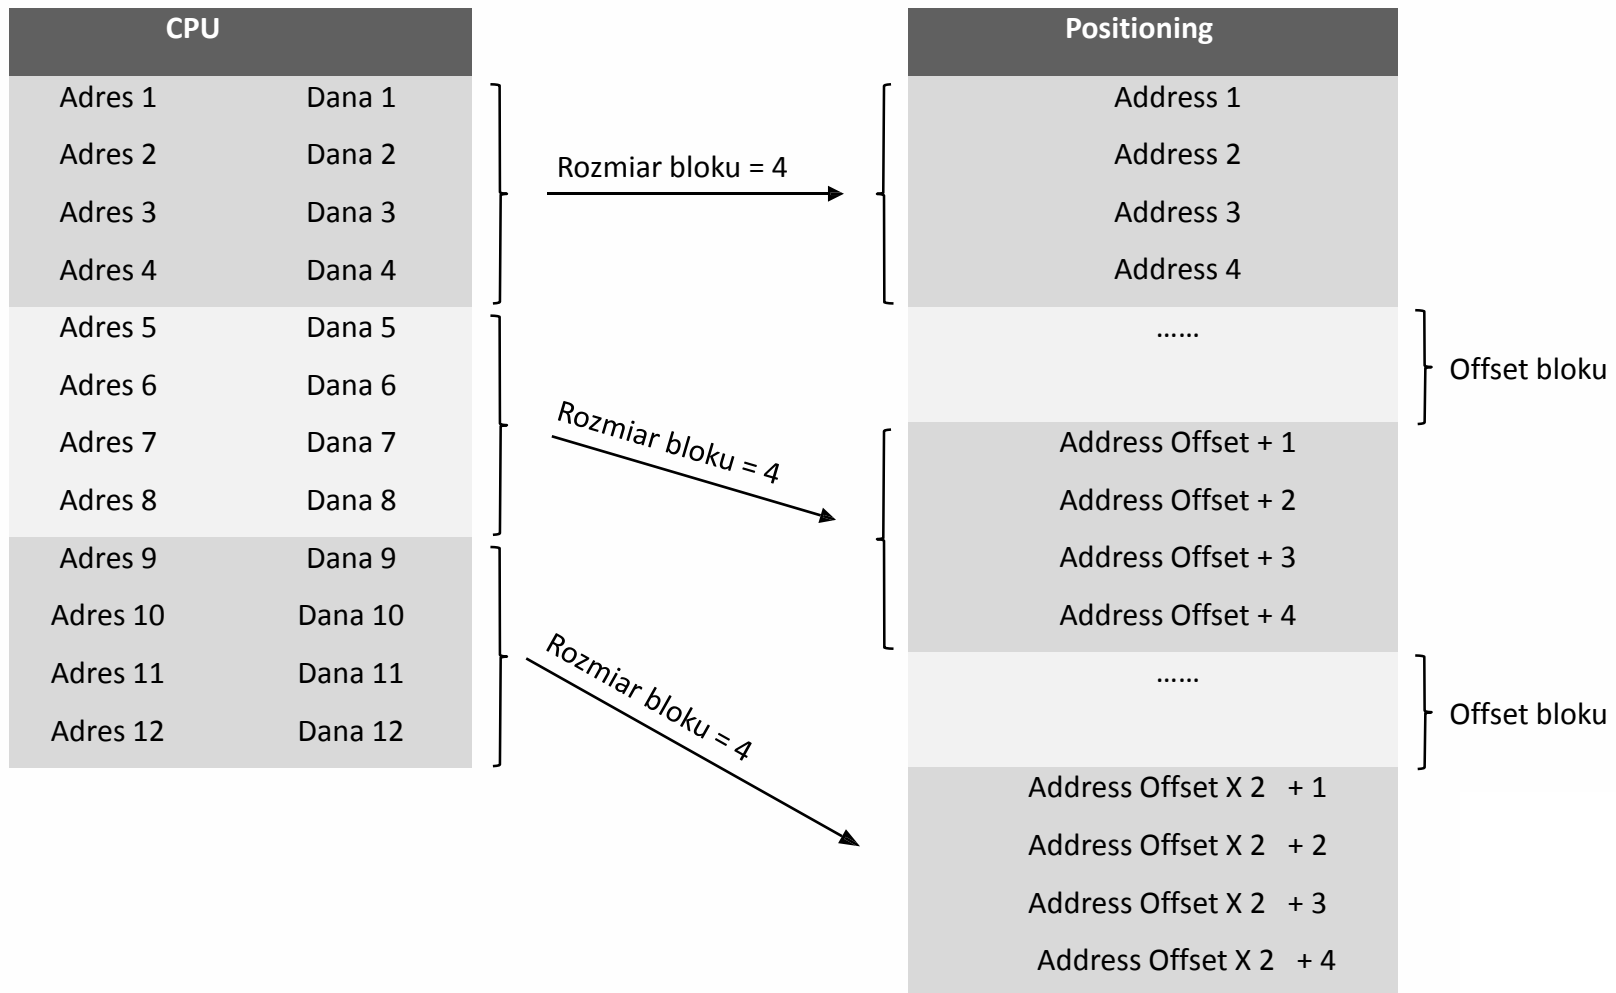 CPU
Adres 1 Dana 1
Adres 2 Dana 2
Adres 3 Dana 3
Adres 4 Dana 4
Adres 5 Dana 5
Adres 6 Dana 6
Adres 7 Dana 7
Adres 8 Dana 8
Adres 9 Dana 9
Adres 10 Dana 10
Adres 11 Dana 11
Adres 12 Dana 12
Rozmiar bloku = 4
Rozmiar bloku = 4
Rozmiar bloku = 4
Positioning
Address 1
Address 2
Address 3
Address 4
......
Address Offset + 1
Address Offset + 2
Address Offset + 3
Address Offset + 4
......
Address Offset X 2 + 1
Address Offset X 2 + 2
Address Offset X 2 + 3
Address Offset X 2 + 4
Offset bloku
Offset bloku